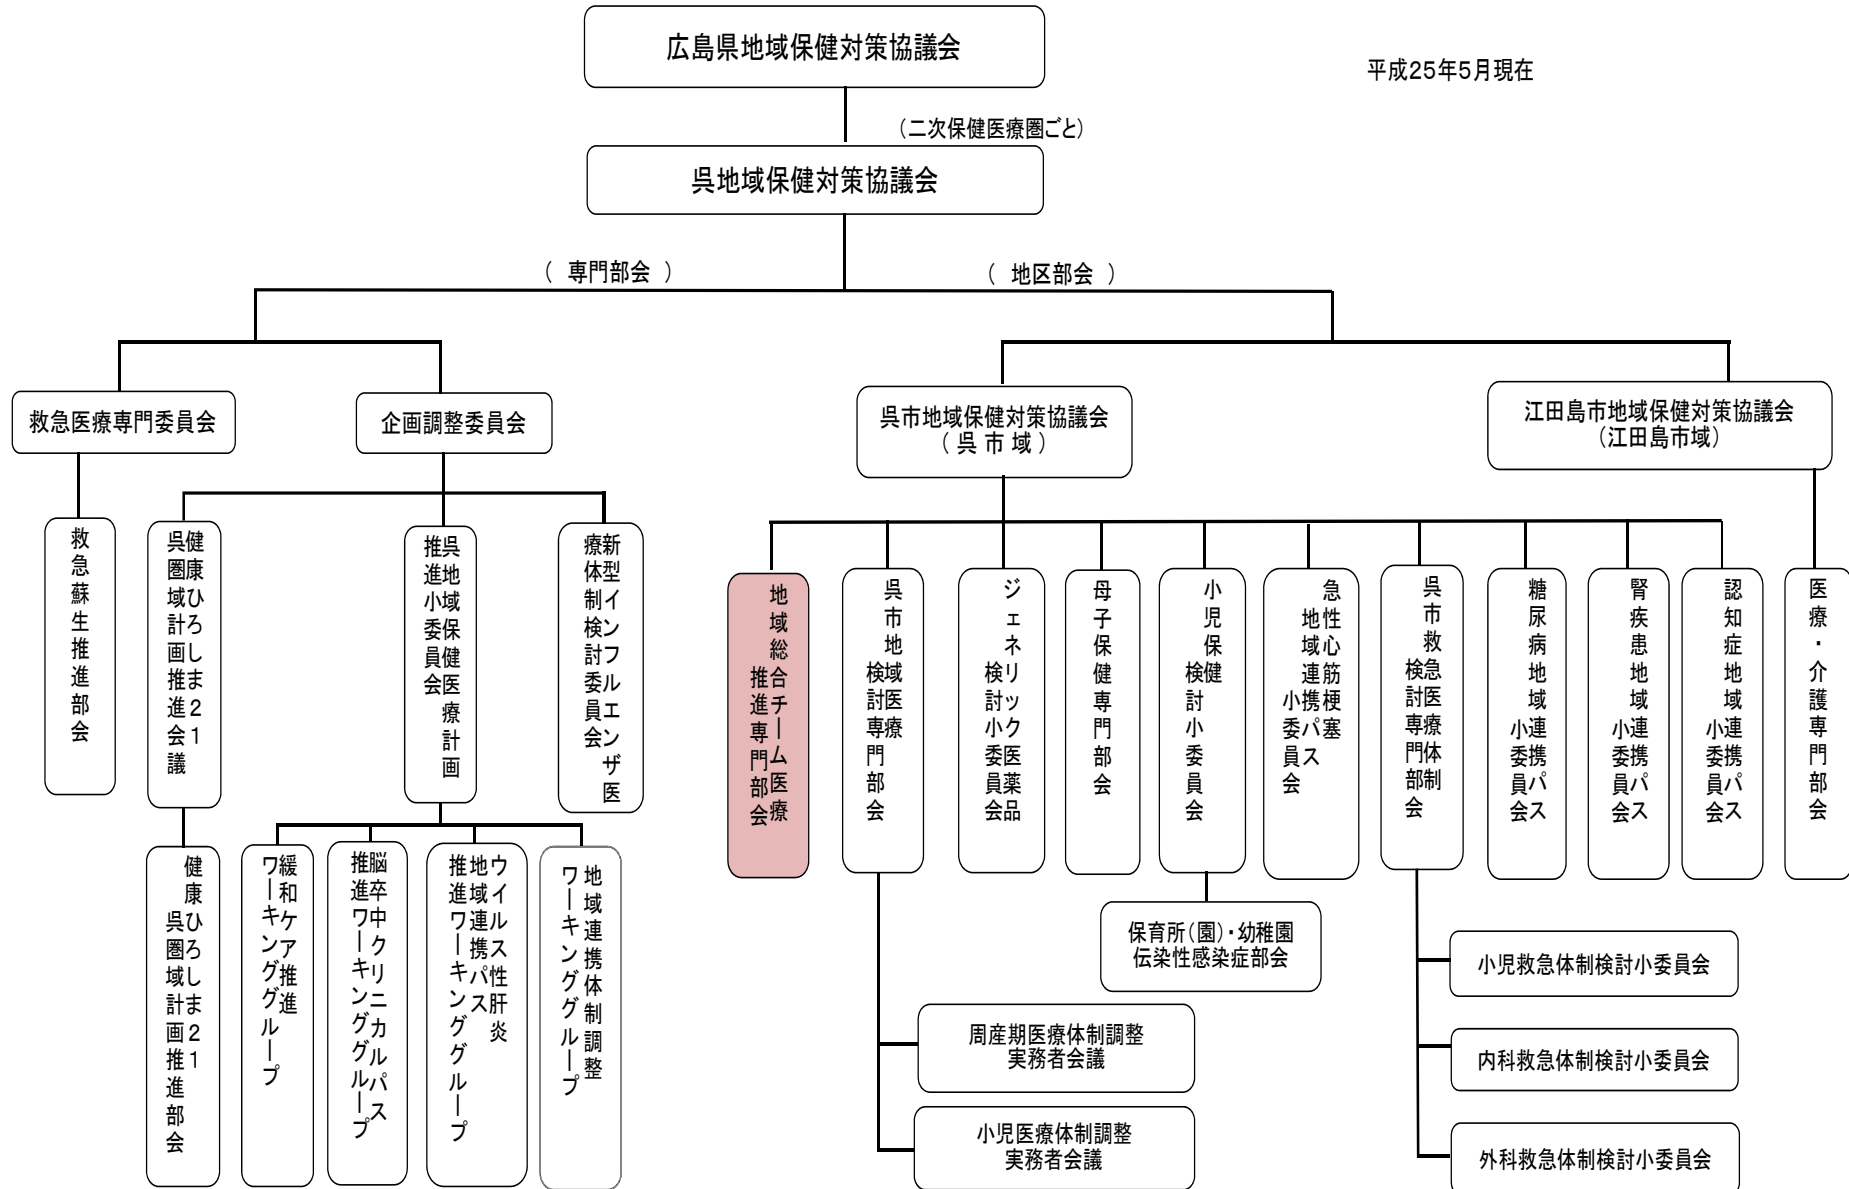 広島県地域保健対策協議会
平成25年5月現在
(二次保健医療圏ごと)
呉地域保健対策協議会
( 専門部会 )
( 地区部会 )
救急医療専門委員会
企画調整委員会
呉市地域保健対策協議会
( 呉 市 域 )
江田島市地域保健対策協議会
(江田島市域)
救急蘇生推進部会
健康ひろしま21
呉圏域計画推進会議
呉地域保健医療計画
推進小委員会
新型インフルエンザ医
療体制検討委員会
地域総合チーム医療
推進専門部会
呉市地域医療
検討専門部会
ジェネリック医薬品
検討小委員会
母子保健専門部会
小児保健
検討小委員会
急性心筋梗塞
地域連携パス
小委員会
呉市救急医療体制
検討専門部会
糖尿病地域連携パス
小委員会
腎疾患地域連携パス
小委員会
認知症地域連携パス
小委員会
医療・介護専門部会
健康ひろしま21
呉圏域計画推進部会
緩和ケア推進
ワーキンググループ
脳卒中クリニカルパス
推進ワーキンググループ
ウイルス性肝炎
地域連携パス
推進ワーキンググループ
地域連携体制調整
ワーキンググループ
保育所(園)・幼稚園
伝染性感染症部会
周産期医療体制調整
実務者会議
小児医療体制調整
実務者会議
小児救急体制検討小委員会
内科救急体制検討小委員会
外科救急体制検討小委員会